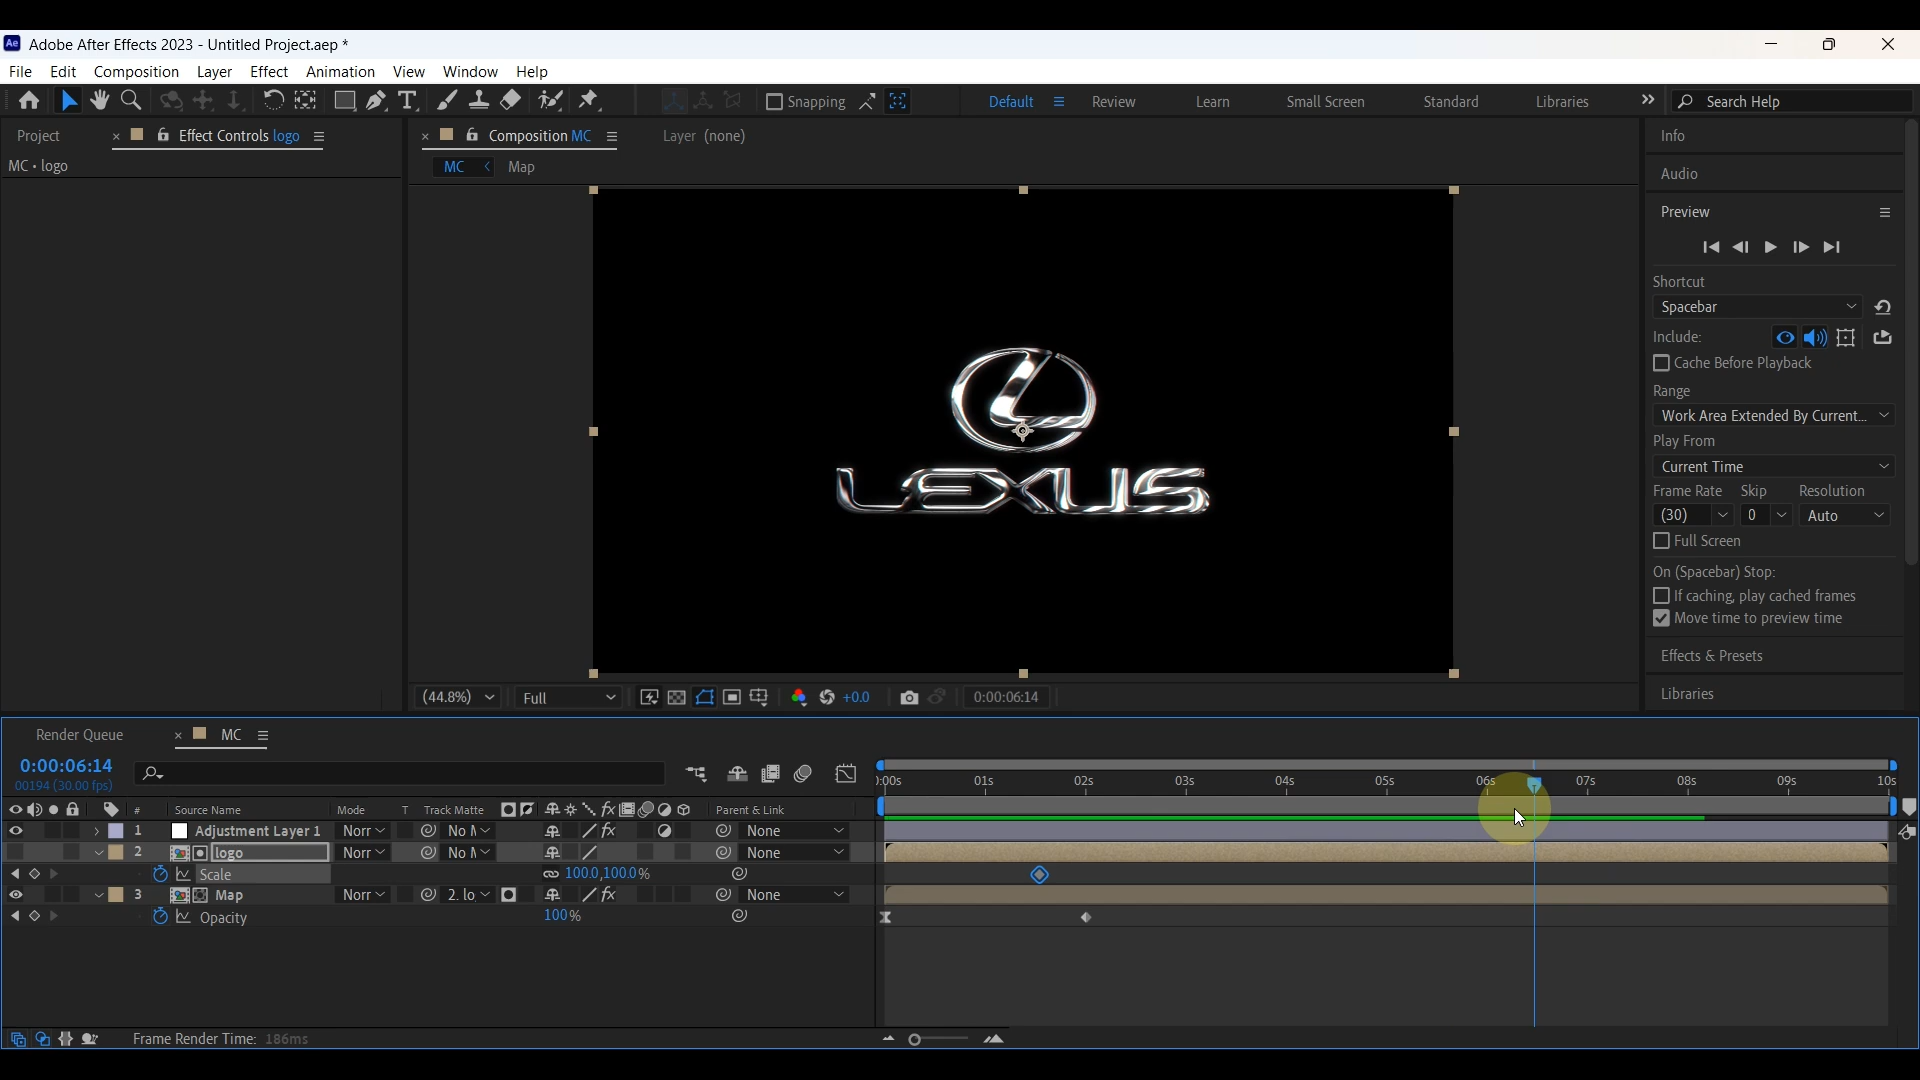 Ae Adobe After Effects 2023 - Untitled Project.aep *
File Edit Composition Layer Effect Animation View Window Help
Snapping Default Review Learn Small Screen Standard Libraries Search Help
Project × Effect Controls logo × Composition MC Layer (none) Info
MC • logo MC < Map
Audio
Preview
Shortcut
Spacebar
Include:
Cache Before Playback
Range
Work Area Extended By Current...
Play From
Current Time
Frame Rate Skip Resolution
(30) 0 Auto
Full Screen
On (Spacebar) Stop:
If caching, play cached frames
Move time to preview time
Effects & Presets
Libraries
LEXUS
(44.8%) Full +0.0 0:00:06:14
Render Queue × MC
0:00:06:14
00194 (30.00 fps)
):00s 01s 02s 03s 04s 05s 06s 07s 08s 09s 10s
# Source Name Mode T Track Matte fx Parent & Link
1 Adjustment Layer 1 Norr No M fx None
2 logo Norr No M None
Scale 100.0,100.0%
3 Map Norr 2. lo fx None
Opacity 100%
Frame Render Time: 186ms